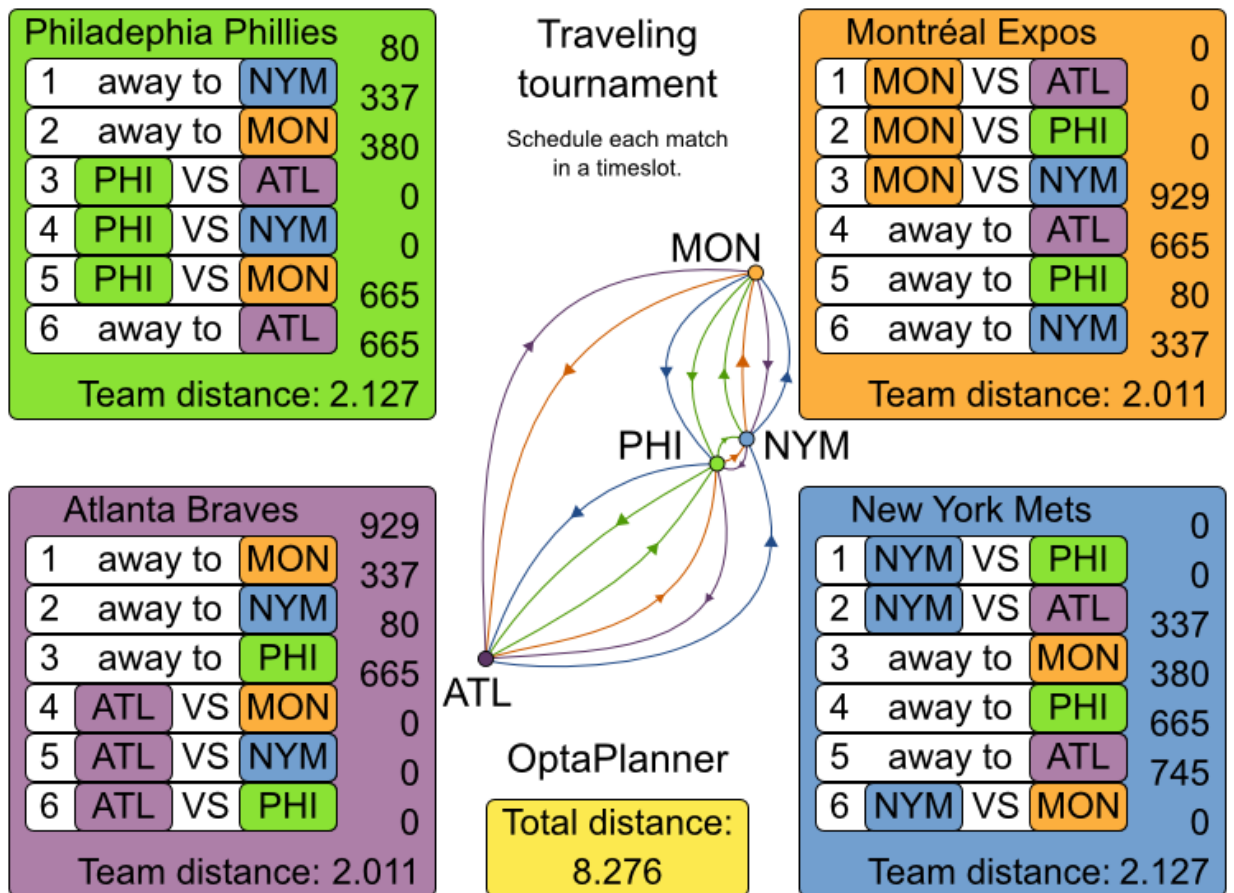 Philadephia Phillies
80
1 away to NYM
337
2 away to MON
380
3 PHI VS ATL
0
4 PHI VS NYM
0
5 PHI VS MON
665
6 away to ATL
665
Team distance: 2.127
Traveling
tournament
Schedule each match
in a timeslot.
Montréal Expos
0
1 MON VS ATL
0
2 MON VS PHI
0
3 MON VS NYM
929
4 away to ATL
665
5 away to PHI
80
6 away to NYM
337
Team distance: 2.011
MON
PHI
NYM
ATL
Atlanta Braves
929
1 away to MON
337
2 away to NYM
80
3 away to PHI
665
4 ATL VS MON
0
5 ATL VS NYM
0
6 ATL VS PHI
0
Team distance: 2.011
OptaPlanner
Total distance:
8.276
New York Mets
0
1 NYM VS PHI
0
2 NYM VS ATL
337
3 away to MON
380
4 away to PHI
665
5 away to ATL
745
6 NYM VS MON
0
Team distance: 2.127